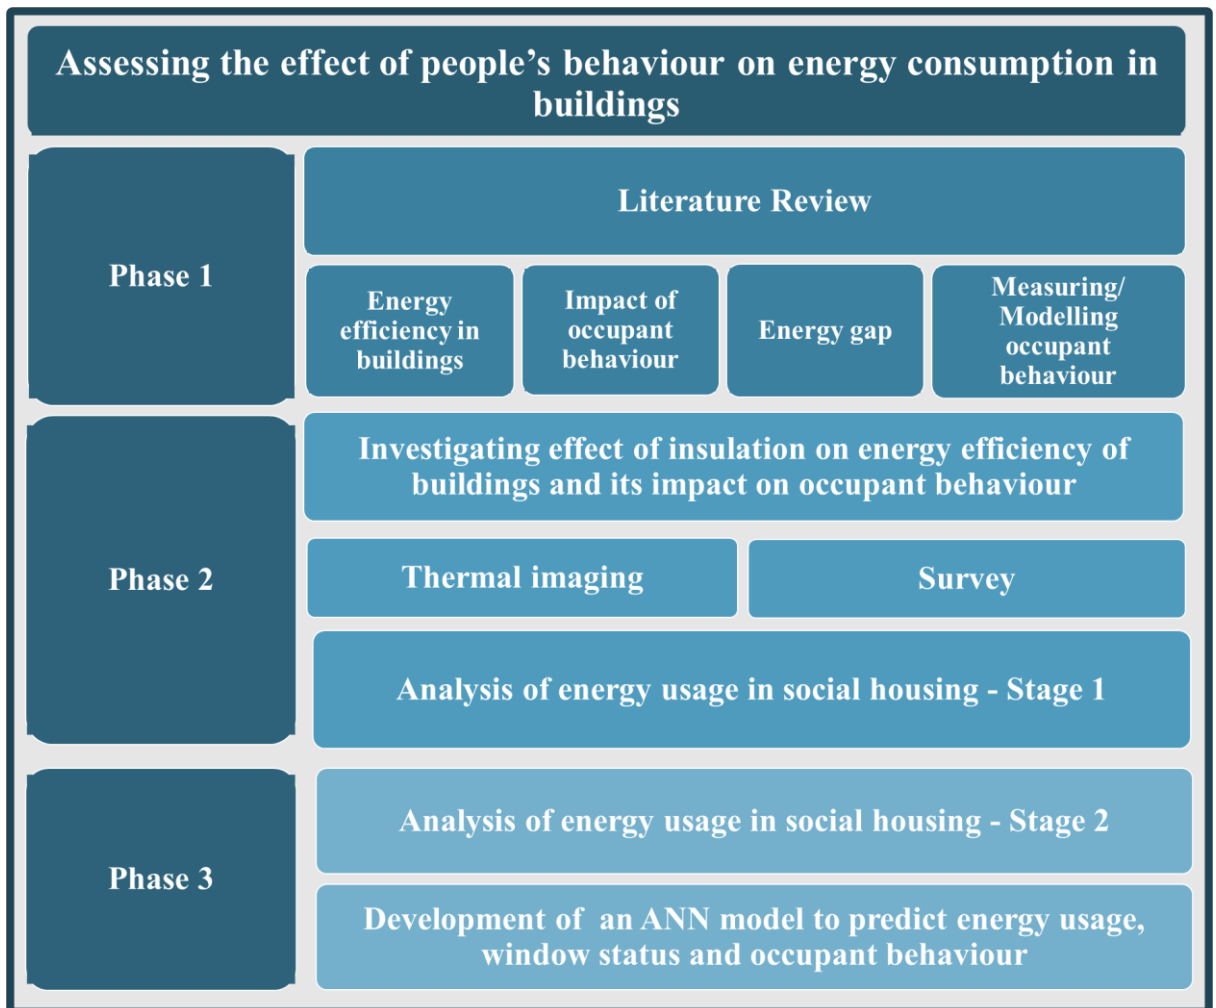 Assessing the effect of people's behaviour on energy consumption in
buildings
Phase 1
Literature Review
Energy
efficiency in
buildings
Impact of
occupant
behaviour
Energy gap
Measuring/
Modelling
occupant
behaviour
Phase 2
Investigating effect of insulation on energy efficiency of
buildings and its impact on occupant behaviour
Thermal imaging
Survey
Analysis of energy usage in social housing - Stage 1
Phase 3
Analysis of energy usage in social housing - Stage 2
Development of an ANN model to predict energy usage,
window status and occupant behaviour